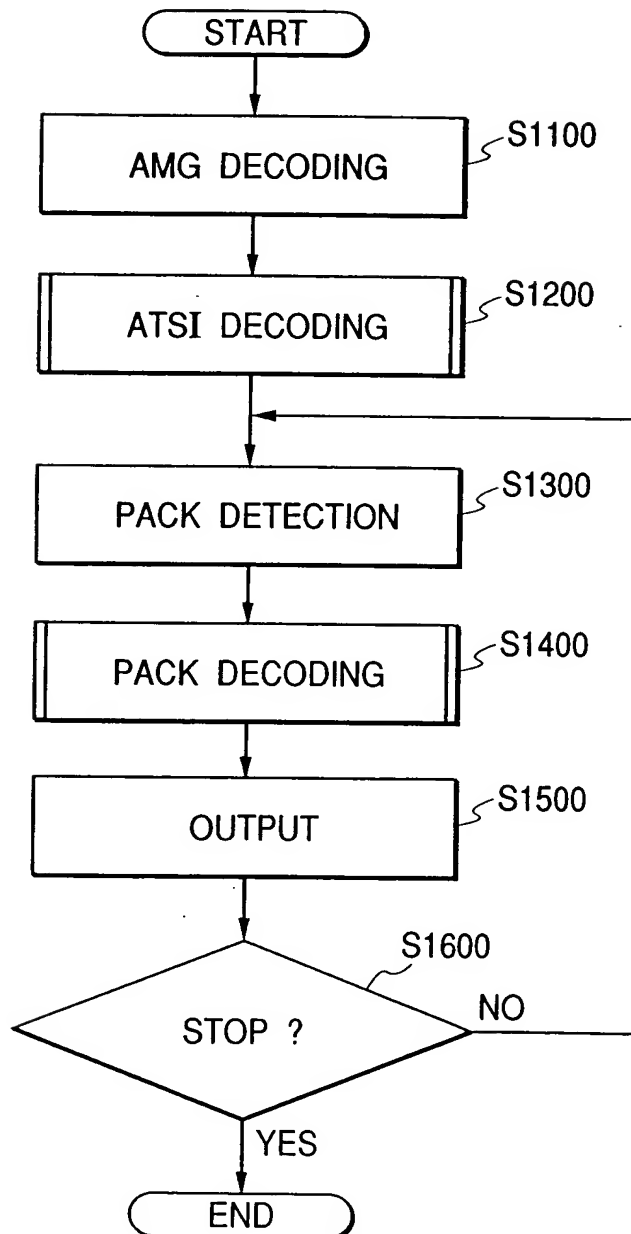 START
AMG DECODING
S1100
ATSI DECODING
S1200
PACK DETECTION
S1300
PACK DECODING
S1400
OUTPUT
S1500
STOP ?
S1600
NO
YES
END